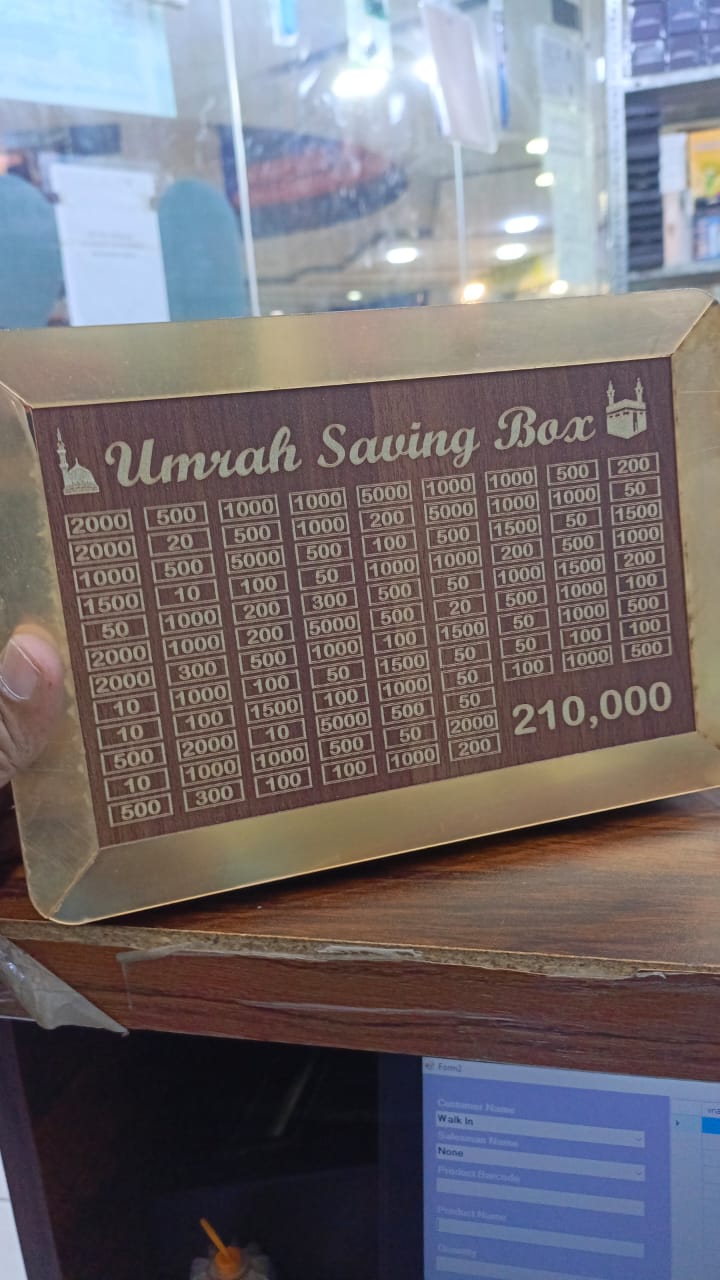 Umrah Saving Box
2000 500 1000 1000 5000 1000 1000 500 200
2000 20 500 1000 200 5000 1000 1000 50
1000 500 5000 500 100 500 1500 50 1500
1500 10 100 50 1000 1000 200 500 1000
50 1000 200 300 500 50 1000 1500 200
2000 1000 200 5000 500 20 500 1000 100
2000 300 500 1000 100 1500 50 1000 500
10 1000 100 50 1500 50 50 100 100
10 100 1500 100 1000 50 100 1000 500
500 2000 10 5000 500 50
10 1000 1000 500 50 2000
500 300 100 100 1000 200
210,000
Form2
Customer Name
Walk In
Salesman Name
None
Product Barcode
Product Name
Quantity